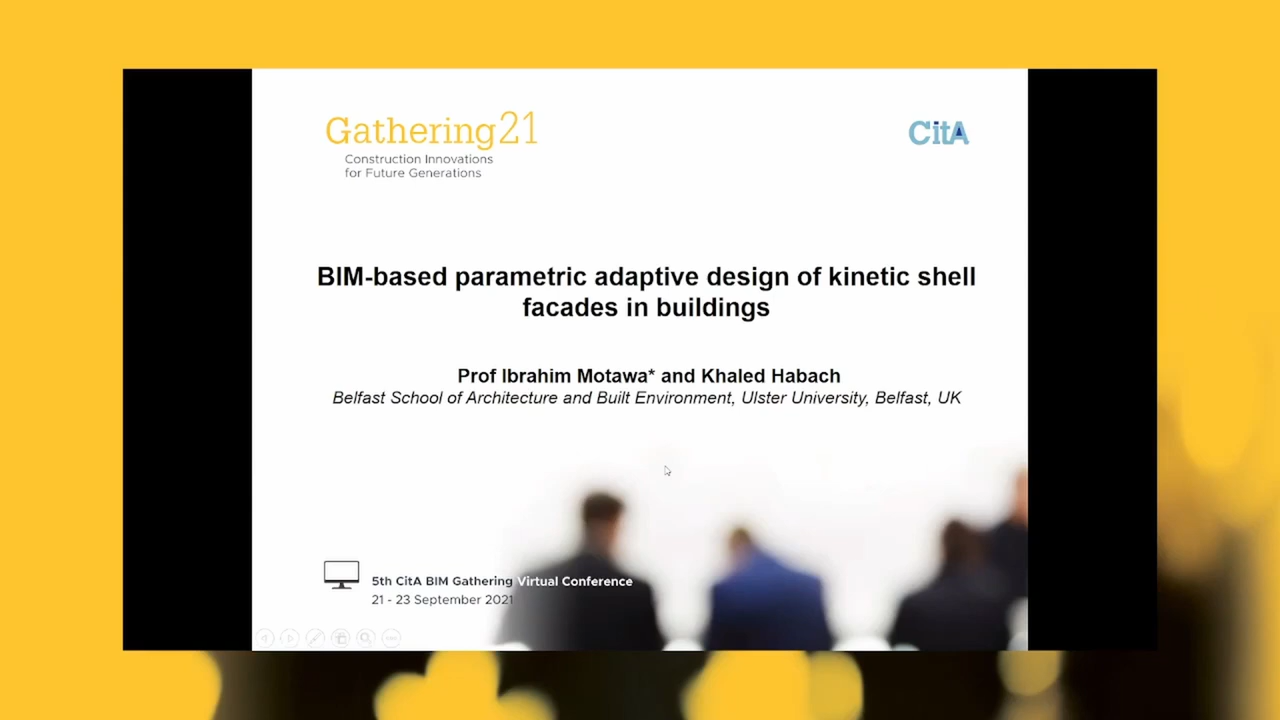 Gathering21
Construction Innovations
for Future Generations
CitA
BIM-based parametric adaptive design of kinetic shell
facades in buildings
Prof Ibrahim Motawa* and Khaled Habach
Belfast School of Architecture and Built Environment, Ulster University, Belfast, UK
5th CitA BIM Gathering Virtual Conference
21 - 23 September 2021